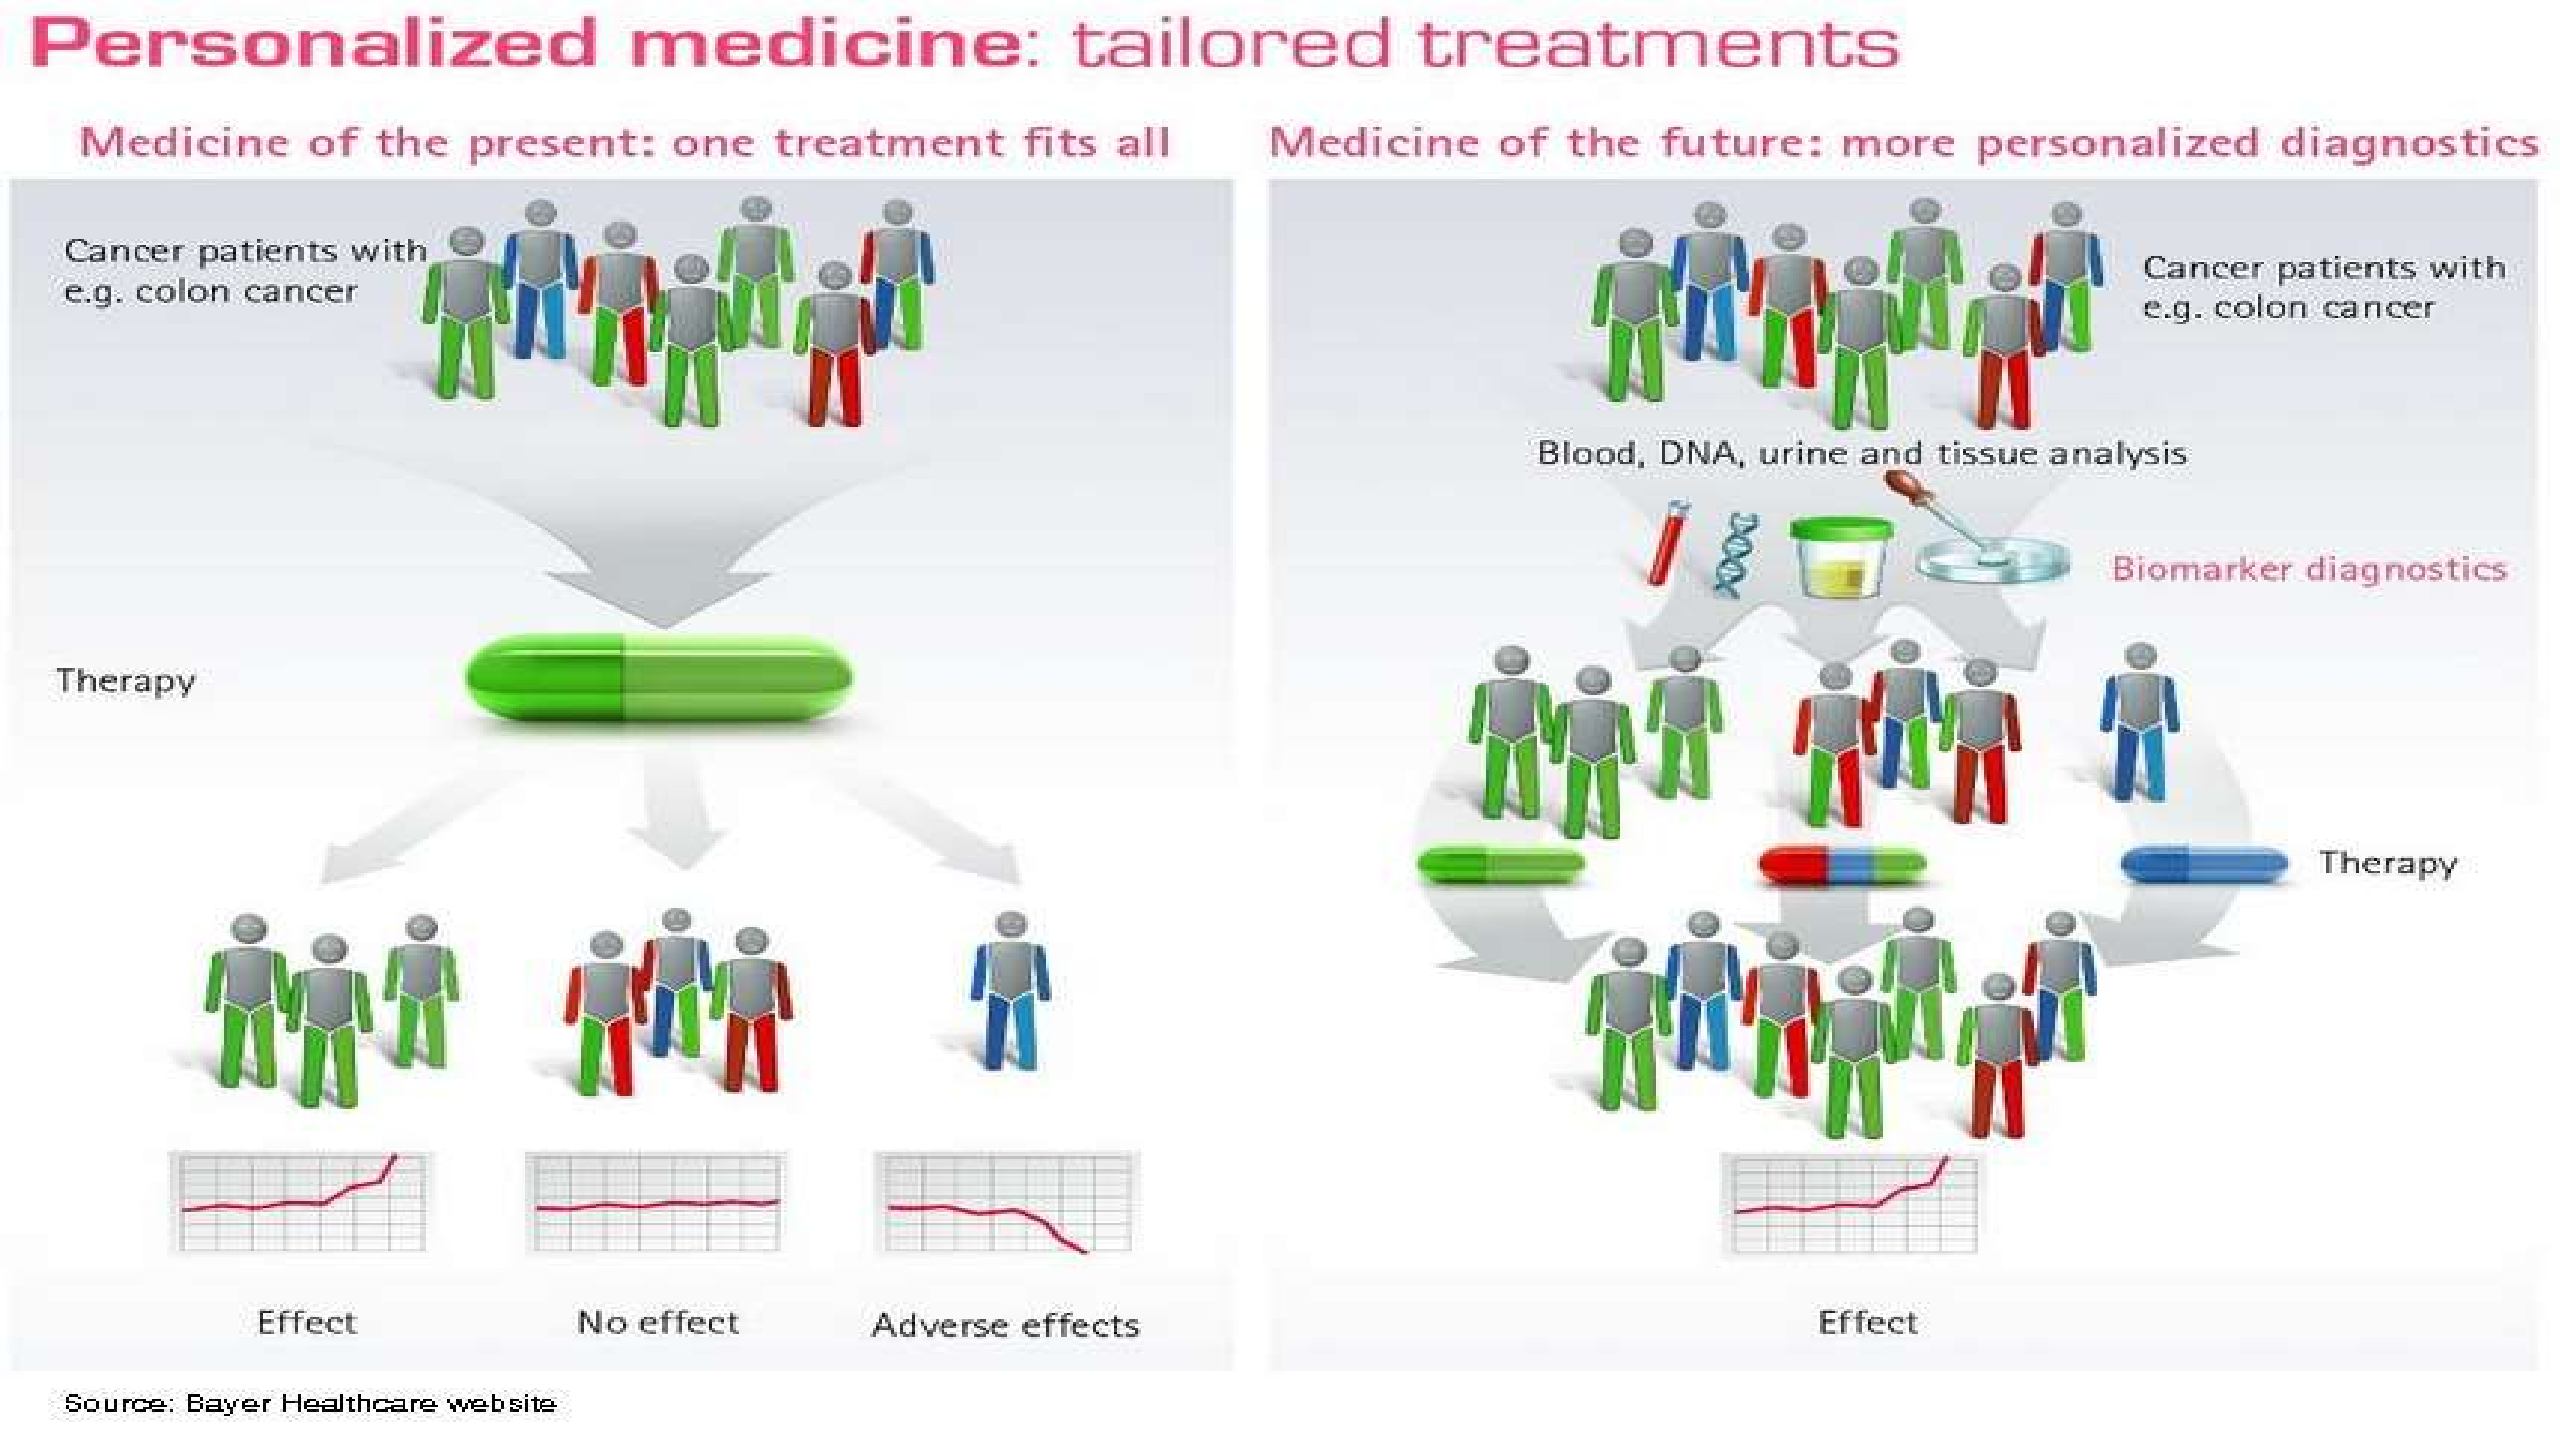 Personalized medicine: tailored treatments
Medicine of the present: one treatment fits all
Cancer patients with
e.g. colon cancer
Therapy
Effect
No effect
Adverse effects
Medicine of the future: more personalized diagnostics
Cancer patients with
e.g. colon cancer
Blood, DNA, urine and tissue analysis
Biomarker diagnostics
Therapy
Effect
Source: Bayer Healthcare website